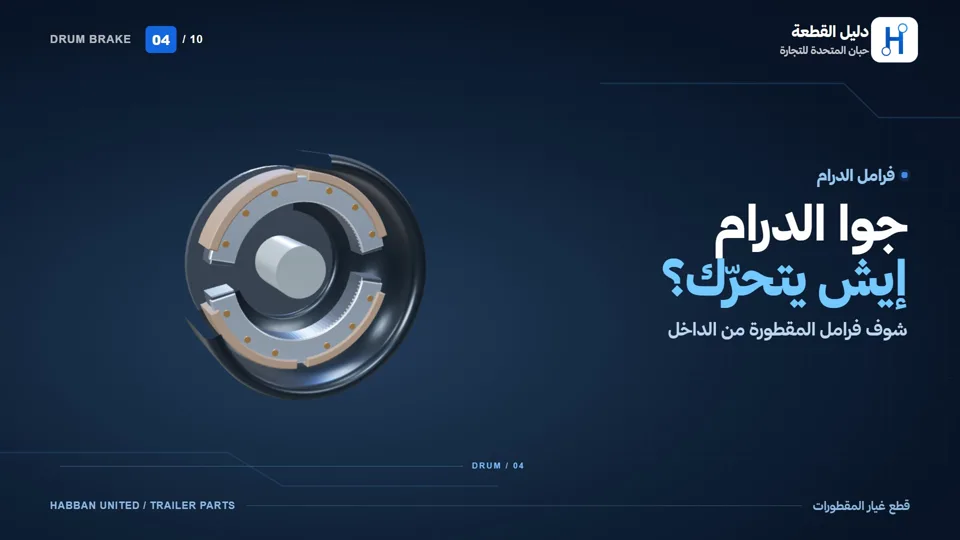 DRUM BRAKE 04 / 10
دليل القطعة
حبان المتحدة للتجارة
H
فرامل الدرام
جوا الدرام
إيش يتحرّك؟
شوف فرامل المقطورة من الداخل
DRUM / 04
HABBAN UNITED / TRAILER PARTS
قطع غيار المقطورات